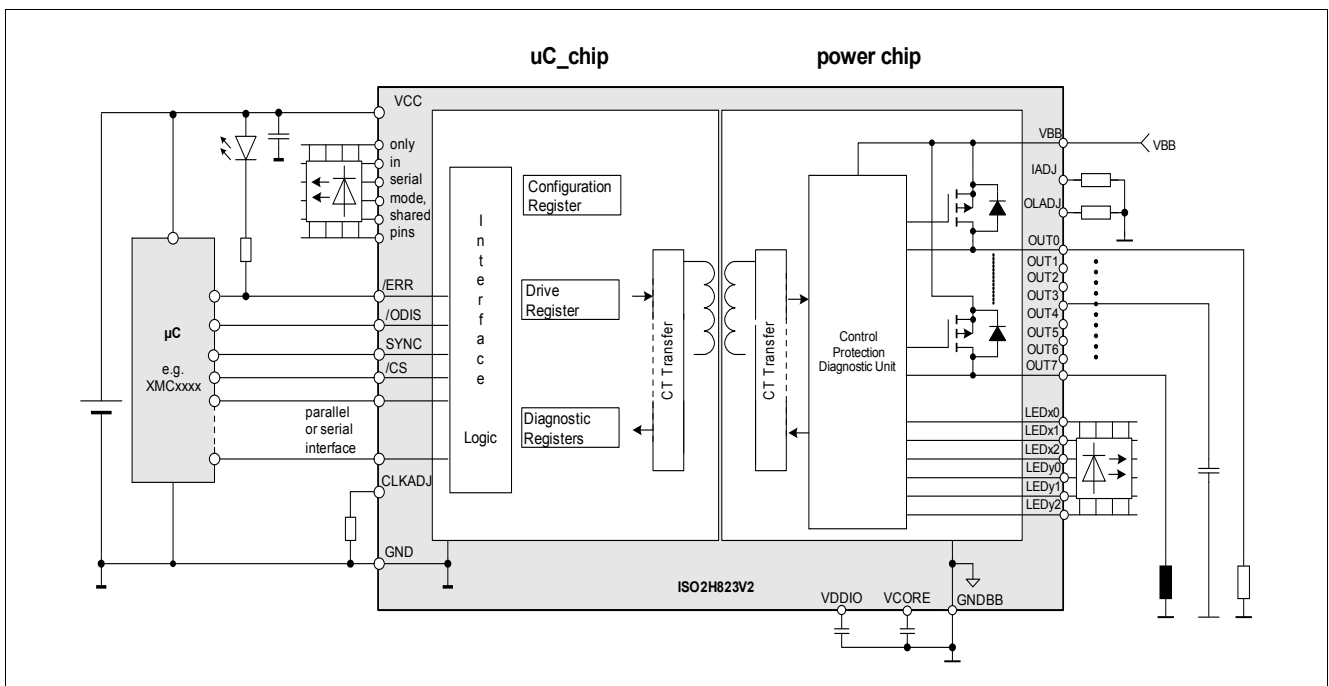 uC_chip
power chip
VCC
only
in
serial
mode,
shared
pins
Configuration
Register
VBB
VBB
IADJ
OLADJ
OUT0
OUT1
OUT2
OUT3
OUT4
OUT5
OUT6
OUT7
I
n
t
e
r
f
a
c
e
Logic
Drive
Register
Diagnostic
Registers
CT Transfer
CT Transfer
Control
Protection
Diagnostic Unit
µC
e.g.
XMCxxxx
/ERR
/ODIS
SYNC
/CS
parallel
or serial
interface
CLKADJ
GND
LEDx0
LEDx1
LEDx2
LEDy0
LEDy1
LEDy2
ISO2H823V2
VDDIO
VCORE
GNDBB